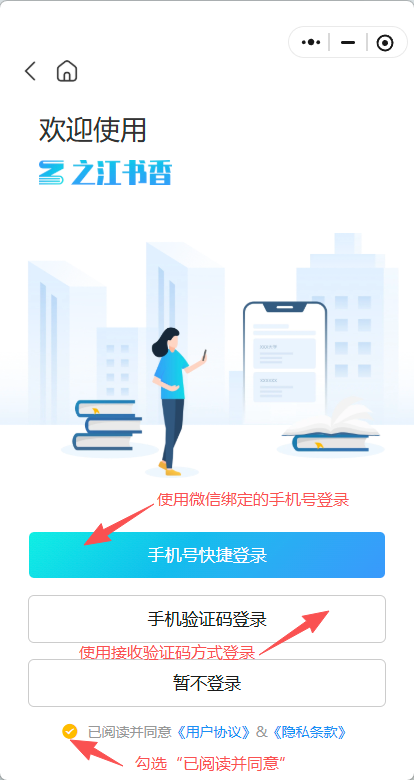 欢迎使用
之江书香
使用微信绑定的手机号登录
手机号快捷登录
手机验证码登录
使用接收验证码方式登录
暂不登录
已阅读并同意《用户协议》&《隐私条款》
勾选“已阅读并同意”